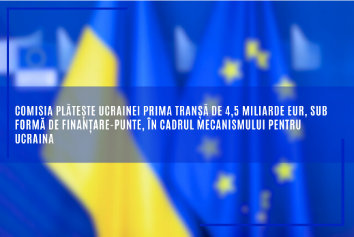 COMISIA PLĂTEȘTE UCRAINEI PRIMA TRANȘĂ DE 4,5 MILIARDE EUR, SUB
FORMĂ DE FINANȚARE-PUNTE, ÎN CADRUL MECANISMULUI PENTRU
UCRAINA